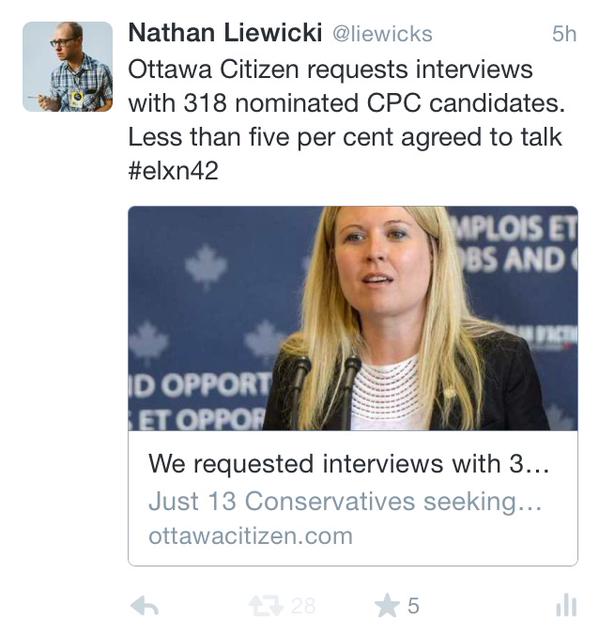 Nathan Liewicki @liewicks 5h
Ottawa Citizen requests interviews
with 318 nominated CPC candidates.
Less than five per cent agreed to talk
#elxn42
MPLOIS ET
BS AND
ID OPPORT
ET OPPOR
We requested interviews with 3...
Just 13 Conservatives seeking...
ottawacitizen.com
28 5